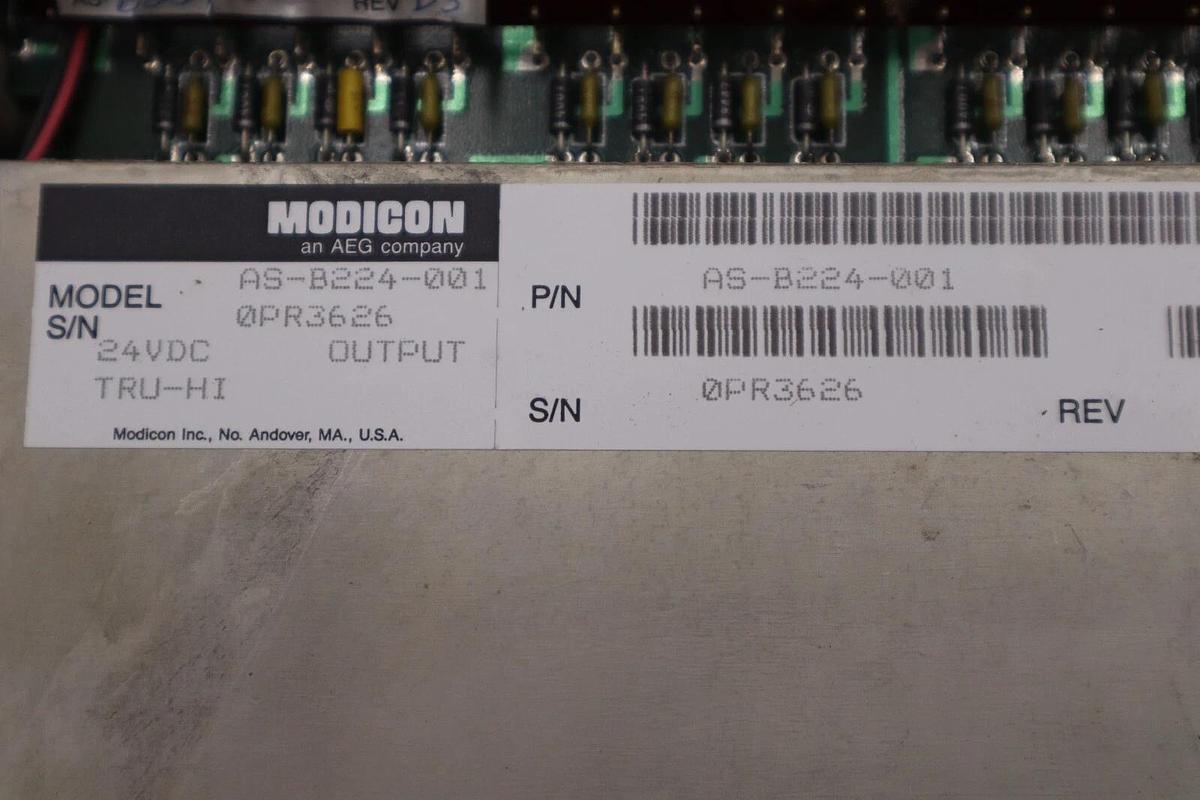 REV D3
MODICON
an AEG company
MODEL AS-B224-001
S/N 0PR3626
24VDC OUTPUT
TRU-HI
Modicon Inc., No. Andover, MA., U.S.A.
P/N AS-B224-001
S/N 0PR3626
REV